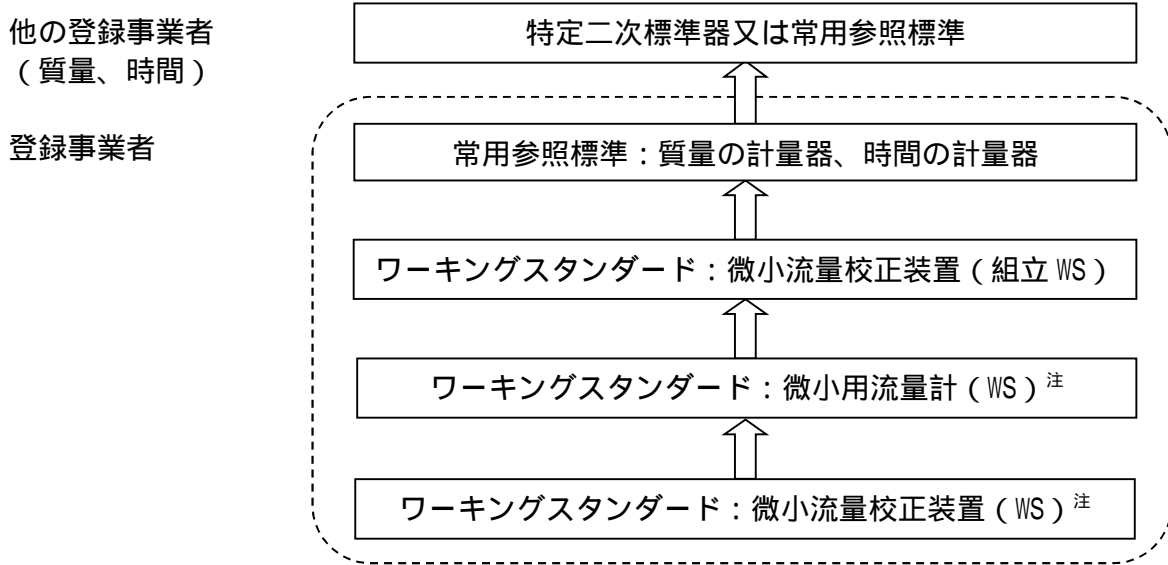 他の登録事業者
（質量、時間）
特定二次標準器又は常用参照標準
登録事業者
常用参照標準：質量の計量器、時間の計量器
ワーキングスタンダード：微小流量校正装置（組立 WS）
ワーキングスタンダード：微小用流量計（WS）注
ワーキングスタンダード：微小流量校正装置（WS）注